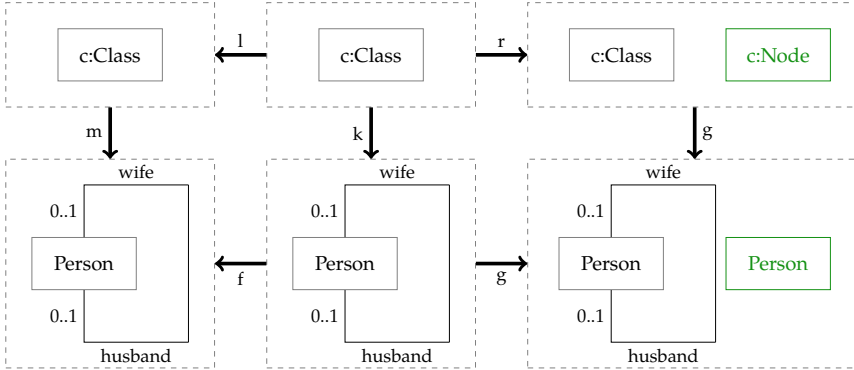 c:Class
l
c:Class
r
c:Class
c:Node
m
k
g
wife
0..1
Person
0..1
husband
f
wife
0..1
Person
0..1
husband
g
wife
0..1
Person
0..1
husband
Person